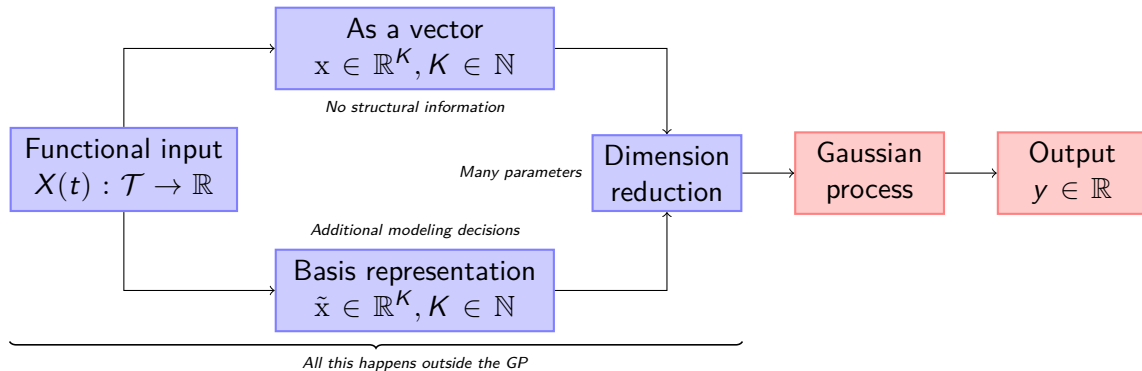 Functional input
X(t) : 𝒯 → ℝ
As a vector
x ∈ ℝ^K, K ∈ ℕ
No structural information
Additional modeling decisions
Basis representation
x̃ ∈ ℝ^K, K ∈ ℕ
Many parameters
Dimension
reduction
Gaussian
process
Output
y ∈ ℝ
All this happens outside the GP